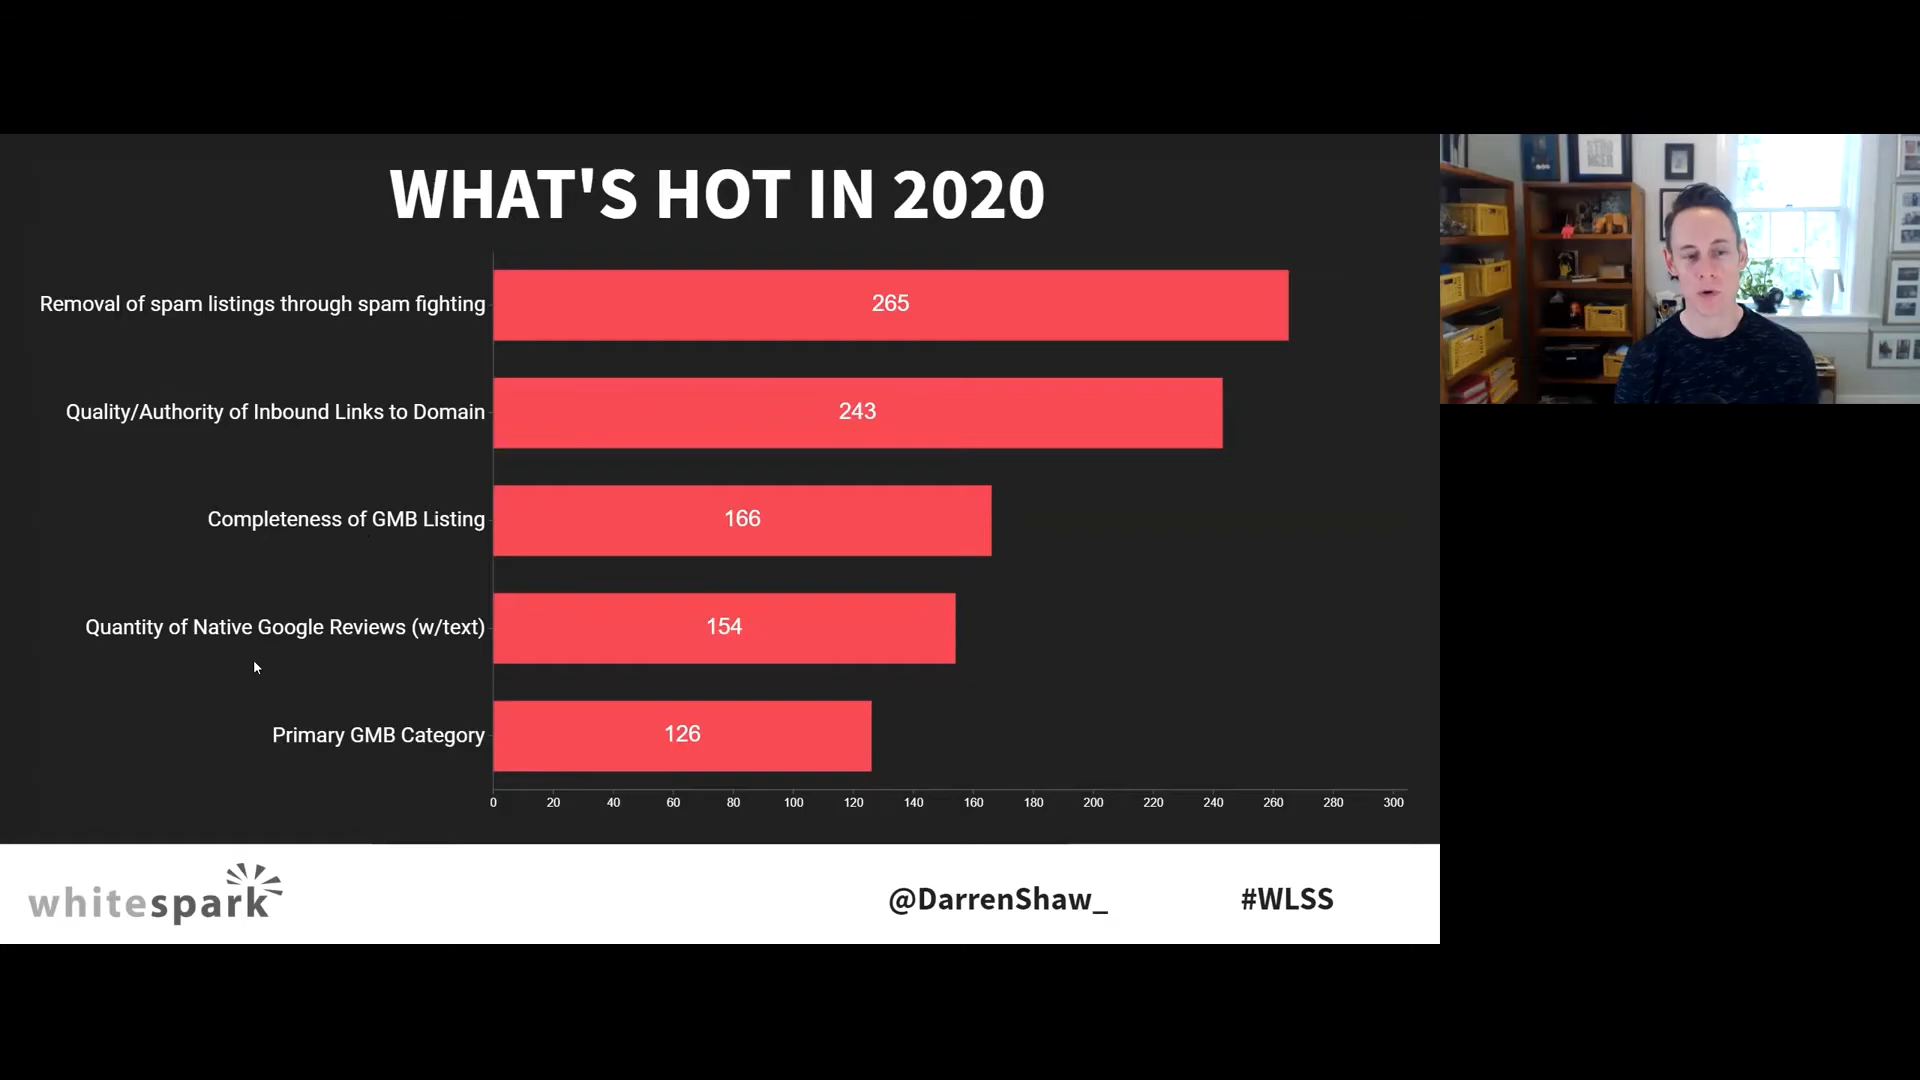 WHAT'S HOT IN 2020
Removal of spam listings through spam fighting
265
Quality/Authority of Inbound Links to Domain
243
Completeness of GMB Listing
166
Quantity of Native Google Reviews (w/text)
154
Primary GMB Category
126
0 20 40 60 80 100 120 140 160 180 200 220 240 260 280 300
whitespark
@DarrenShaw_
#WLSS